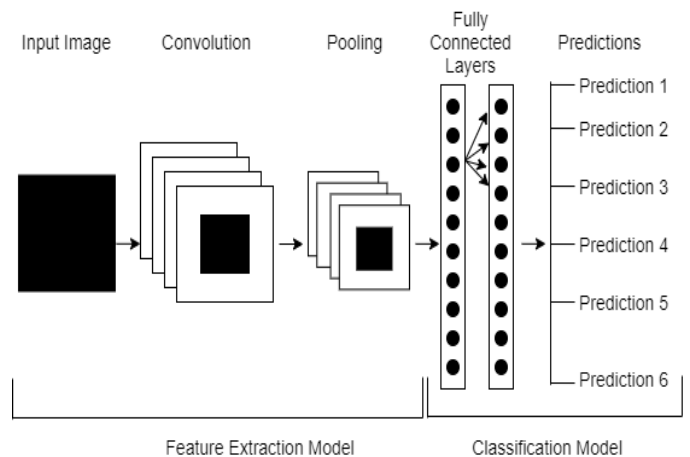 Input Image
Convolution
Pooling
Fully
Connected
Layers
Predictions
Prediction 1
Prediction 2
Prediction 3
Prediction 4
Prediction 5
Prediction 6
Feature Extraction Model
Classification Model